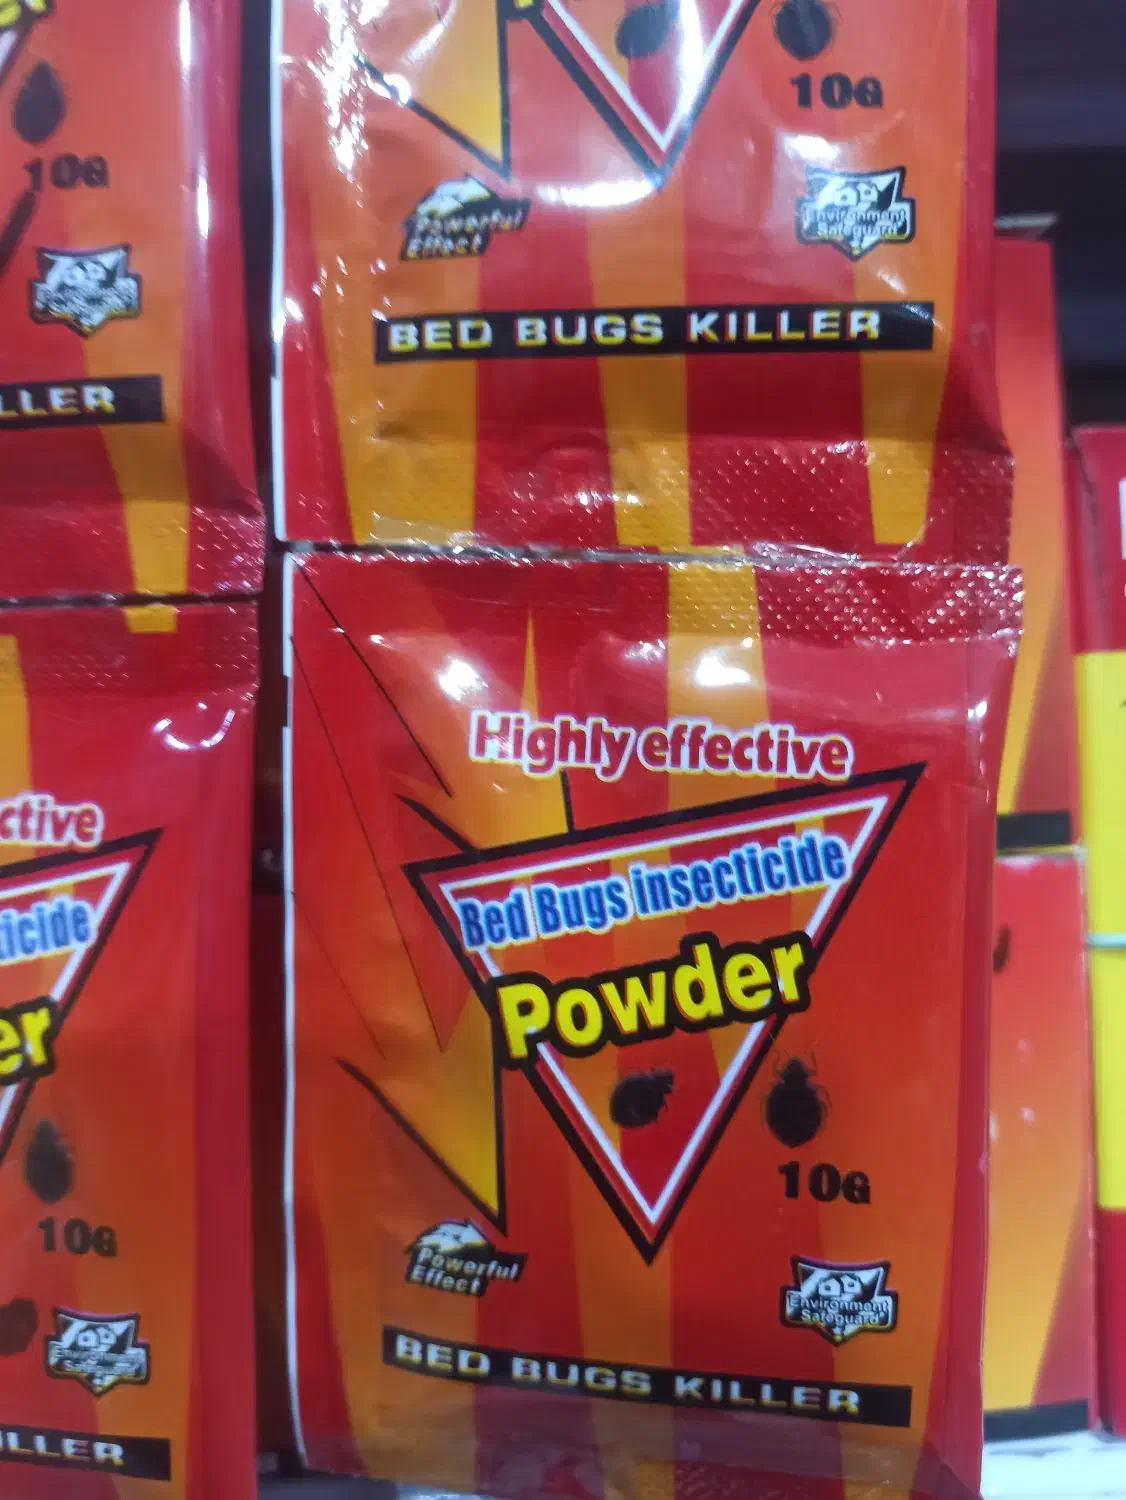 10G
10G
Powerful
Effect
Environment
Safeguard
BED BUGS KILLER
LLER
Highly effective
Bed Bugs insecticide
Powder
10G
Powerful
Effect
Environment
Safeguard
BED BUGS KILLER
ctive
ticide
er
10G
ILLER